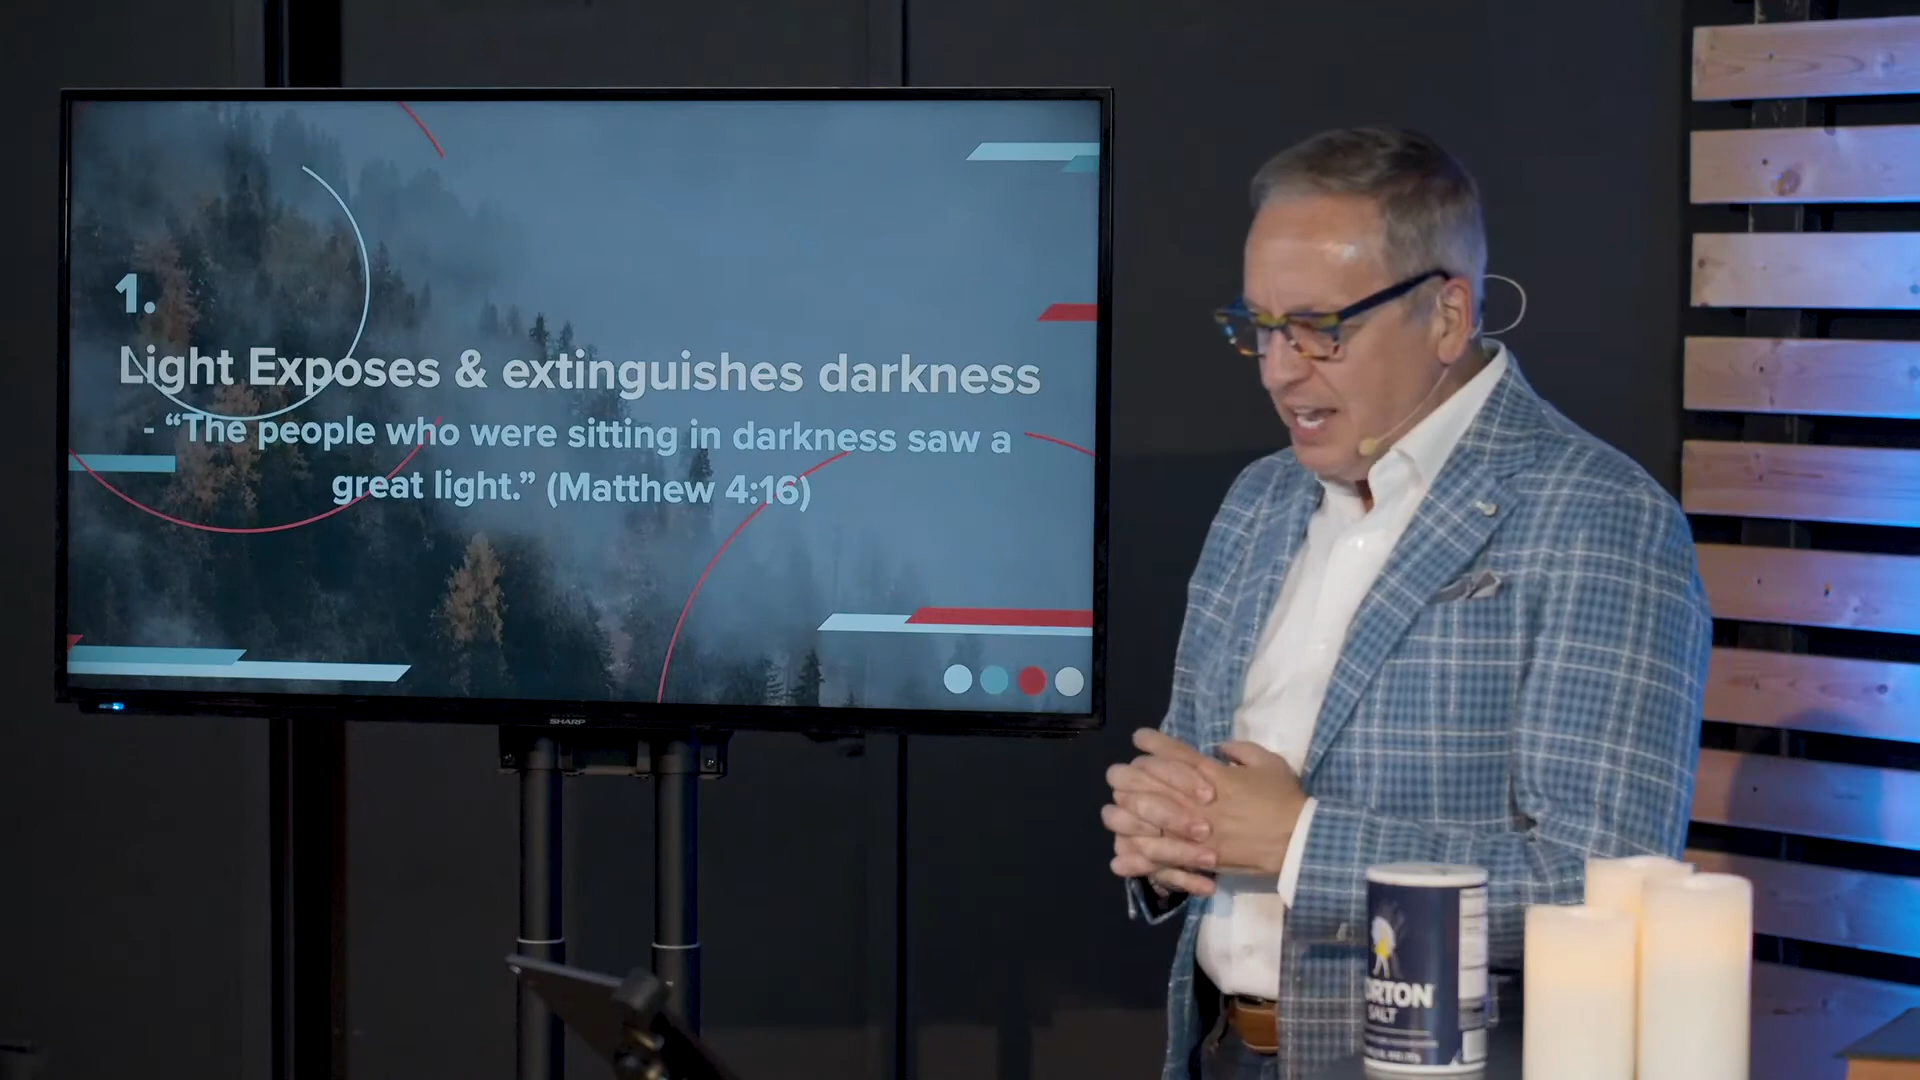 1.
Light Exposes & extinguishes darkness
- “The people who were sitting in darkness saw a
great light.” (Matthew 4:16)
SHARP
ORTON
SALT